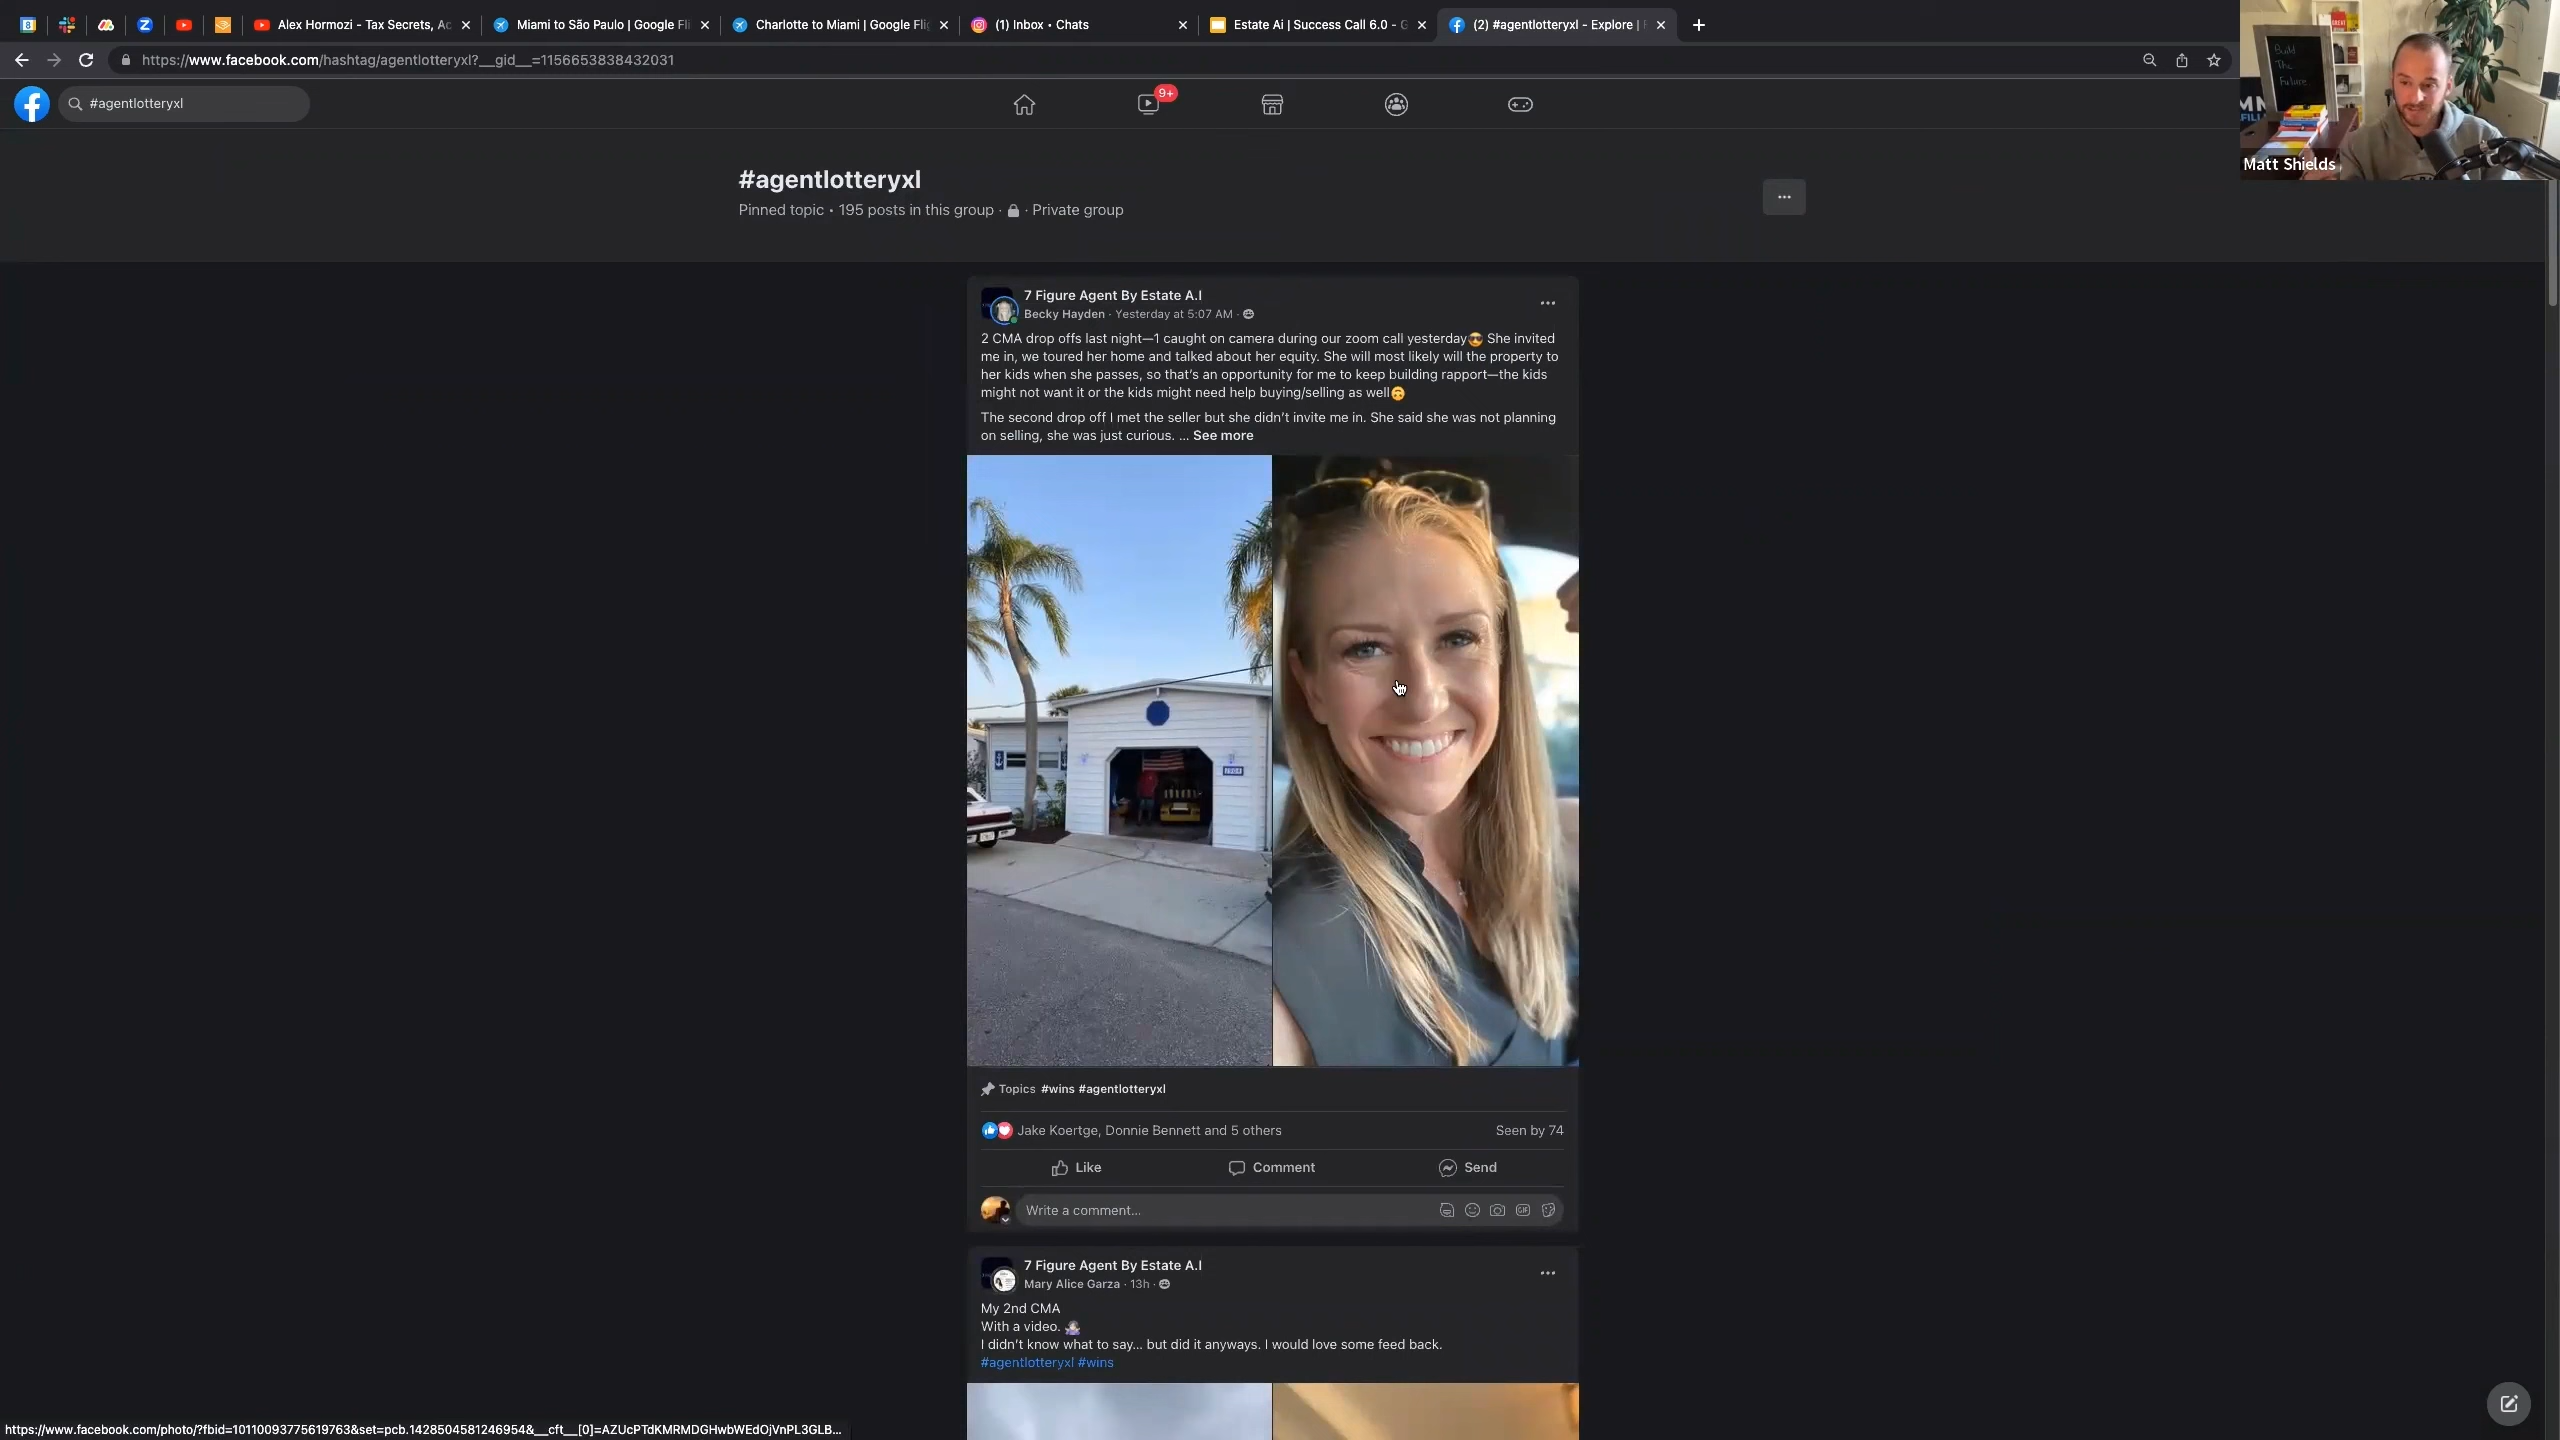 Alex Hormozi - Tax Secrets, Ac
Miami to São Paulo | Google Fli
Charlotte to Miami | Google Flig
(1) Inbox • Chats
Estate Ai | Success Call 6.0 - G
(2) #agentlotteryxl - Explore | F
https://www.facebook.com/hashtag/agentlotteryxl?__gid__=1156653838432031
Build
The
Future
Matt Shields
#agentlotteryxl
9+
#agentlotteryxl
Pinned topic • 195 posts in this group · Private group
7 Figure Agent By Estate A.I
Becky Hayden · Yesterday at 5:07 AM ·
2 CMA drop offs last night—1 caught on camera during our zoom call yesterday😎 She invited
me in, we toured her home and talked about her equity. She will most likely will the property to
her kids when she passes, so that's an opportunity for me to keep building rapport—the kids
might not want it or the kids might need help buying/selling as well🙃
The second drop off I met the seller but she didn't invite me in. She said she was not planning
on selling, she was just curious. ... See more
Topics #wins #agentlotteryxl
Jake Koertge, Donnie Bennett and 5 others
Seen by 74
Like
Comment
Send
Write a comment...
GIF
7 Figure Agent By Estate A.I
Mary Alice Garza · 13h ·
My 2nd CMA
With a video. 🤷🏻‍♀️
I didn't know what to say... but did it anyways. I would love some feed back.
#agentlotteryxl #wins
https://www.facebook.com/photo/?fbid=10110093775619763&set=pcb.1428504581246954&__cft__[0]=AZUcPTdKMRMDGHwbWEdOjVnPL3GLB...